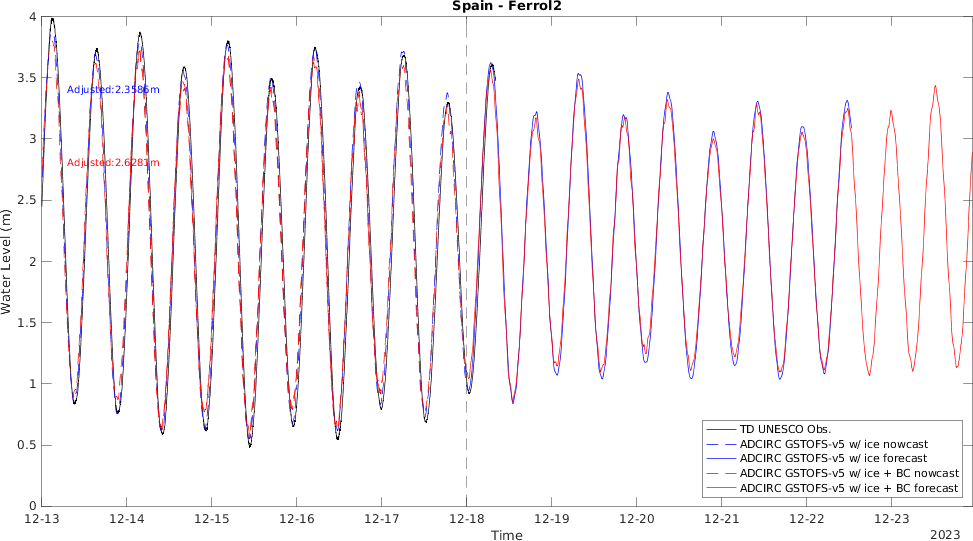 Spain - Ferrol2
4
3.5
3
2.5
2
1.5
1
0.5
0
Water Level (m)
Adjusted:2.3586m
Adjusted:2.6281m
TD UNESCO Obs.
ADCIRC GSTOFS-v5 w/ ice nowcast
ADCIRC GSTOFS-v5 w/ ice forecast
ADCIRC GSTOFS-v5 w/ ice + BC nowcast
ADCIRC GSTOFS-v5 w/ ice + BC forecast
12-13 12-14 12-15 12-16 12-17 12-18 12-19 12-20 12-21 12-22 12-23
Time
2023